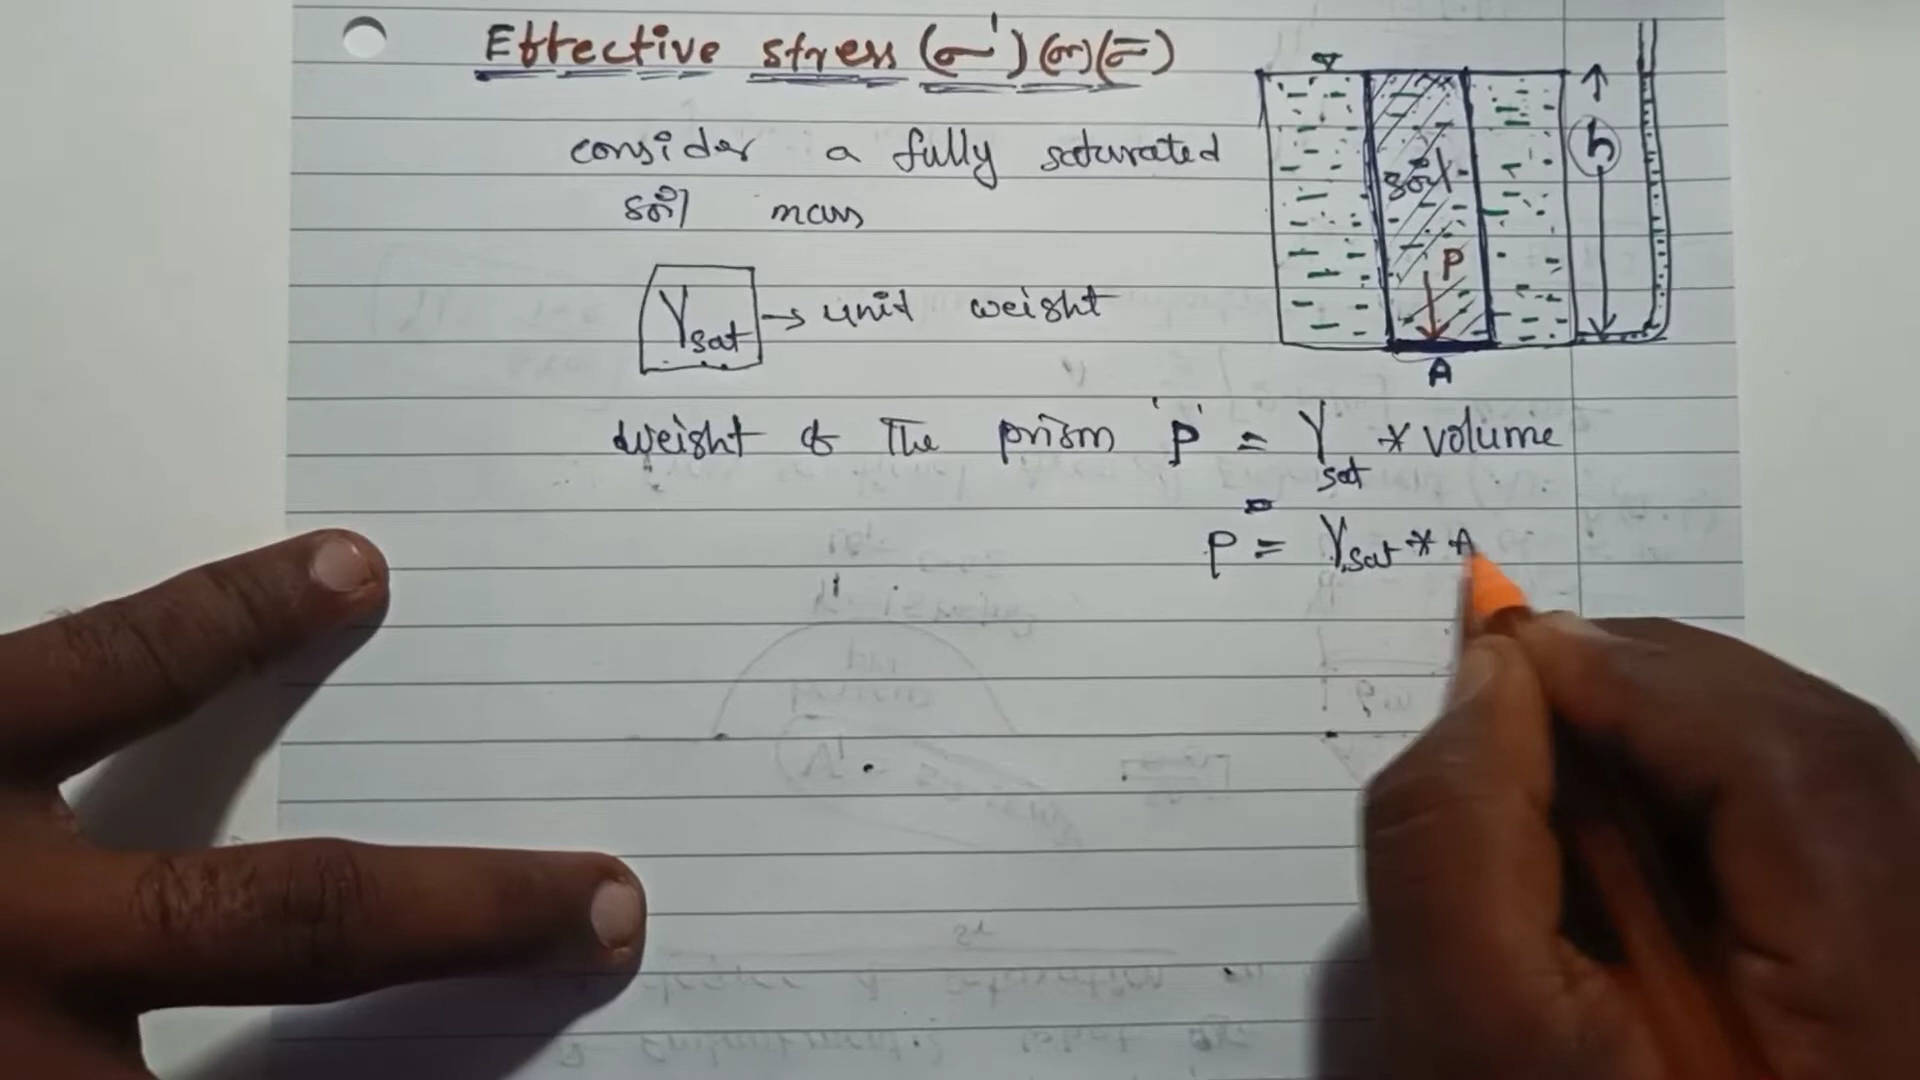 Effective stress (σ') (or) (σ̅)
consider a fully saturated
soil mass
γsat → unit weight
weight of the prism 'P' = γsat * volume
=
P = γsat * A
soil
P
A
h